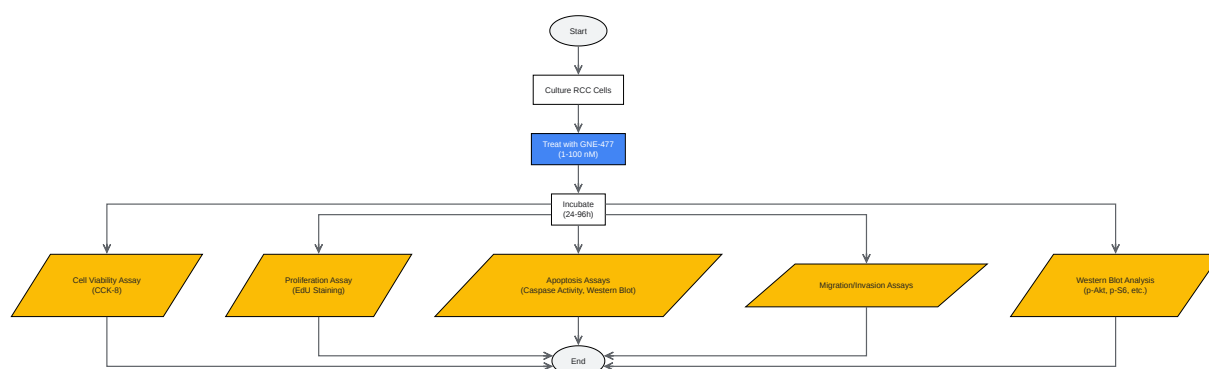 Start
Culture RCC Cells
Treat with GNE-477
(1-100 nM)
Incubate
(24-96h)
Cell Viability Assay
(CCK-8)
Proliferation Assay
(EdU Staining)
Apoptosis Assays
(Caspase Activity, Western Blot)
Migration/Invasion Assays
Western Blot Analysis
(p-Akt, p-S6, etc.)
End